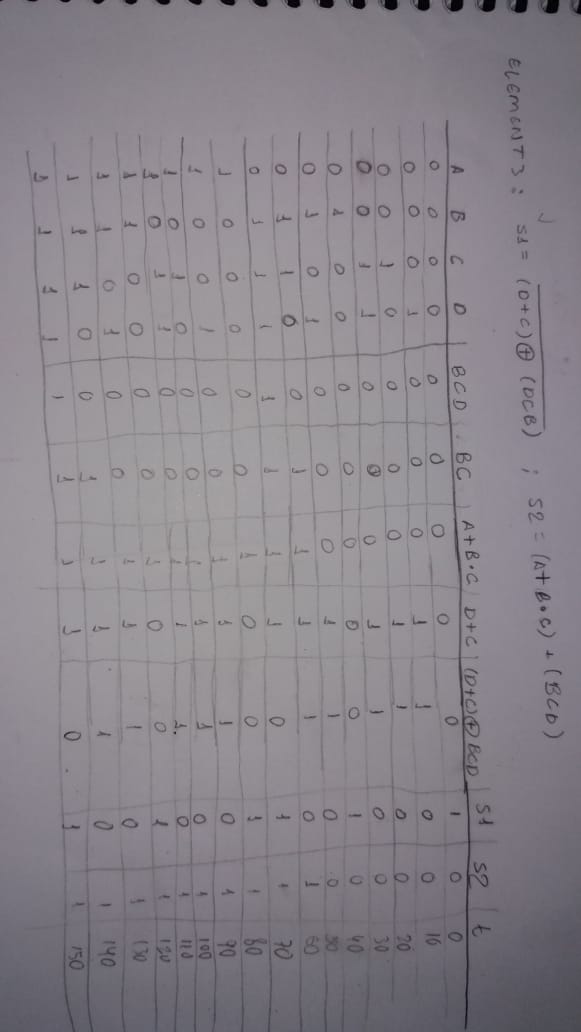 ELEMENT 3 : S1 = (D+C)⊕(DCB) ; S2 = (A+B•C) + (BCD)
A B C D | BCD | BC | A+B•C | D+C | (D+C)⊕BCD | S1 | S2 | t
0 0 0 0 0 0 0 0 0 1 0 0
0 0 0 1 0 0 0 1 1 0 0 10
0 0 1 0 0 0 0 1 1 0 0 20
0 0 1 1 0 0 0 1 1 0 0 30
0 1 0 0 0 0 0 0 0 1 0 40
0 1 0 1 0 0 0 1 1 0 0 50
0 1 1 0 0 1 1 1 1 0 1 60
0 1 1 1 1 1 1 1 0 1 1 70
1 0 0 0 0 0 1 0 0 1 1 80
1 0 0 1 0 0 1 1 1 0 1 90
1 0 1 0 0 0 1 1 1 0 1 100
1 0 1 1 0 0 1 1 1 0 1 110
1 1 0 0 0 0 1 0 0 1 1 120
1 1 0 1 0 0 1 1 1 0 1 130
1 1 1 0 0 1 1 1 1 0 1 140
1 1 1 1 1 1 1 1 0 1 1 150